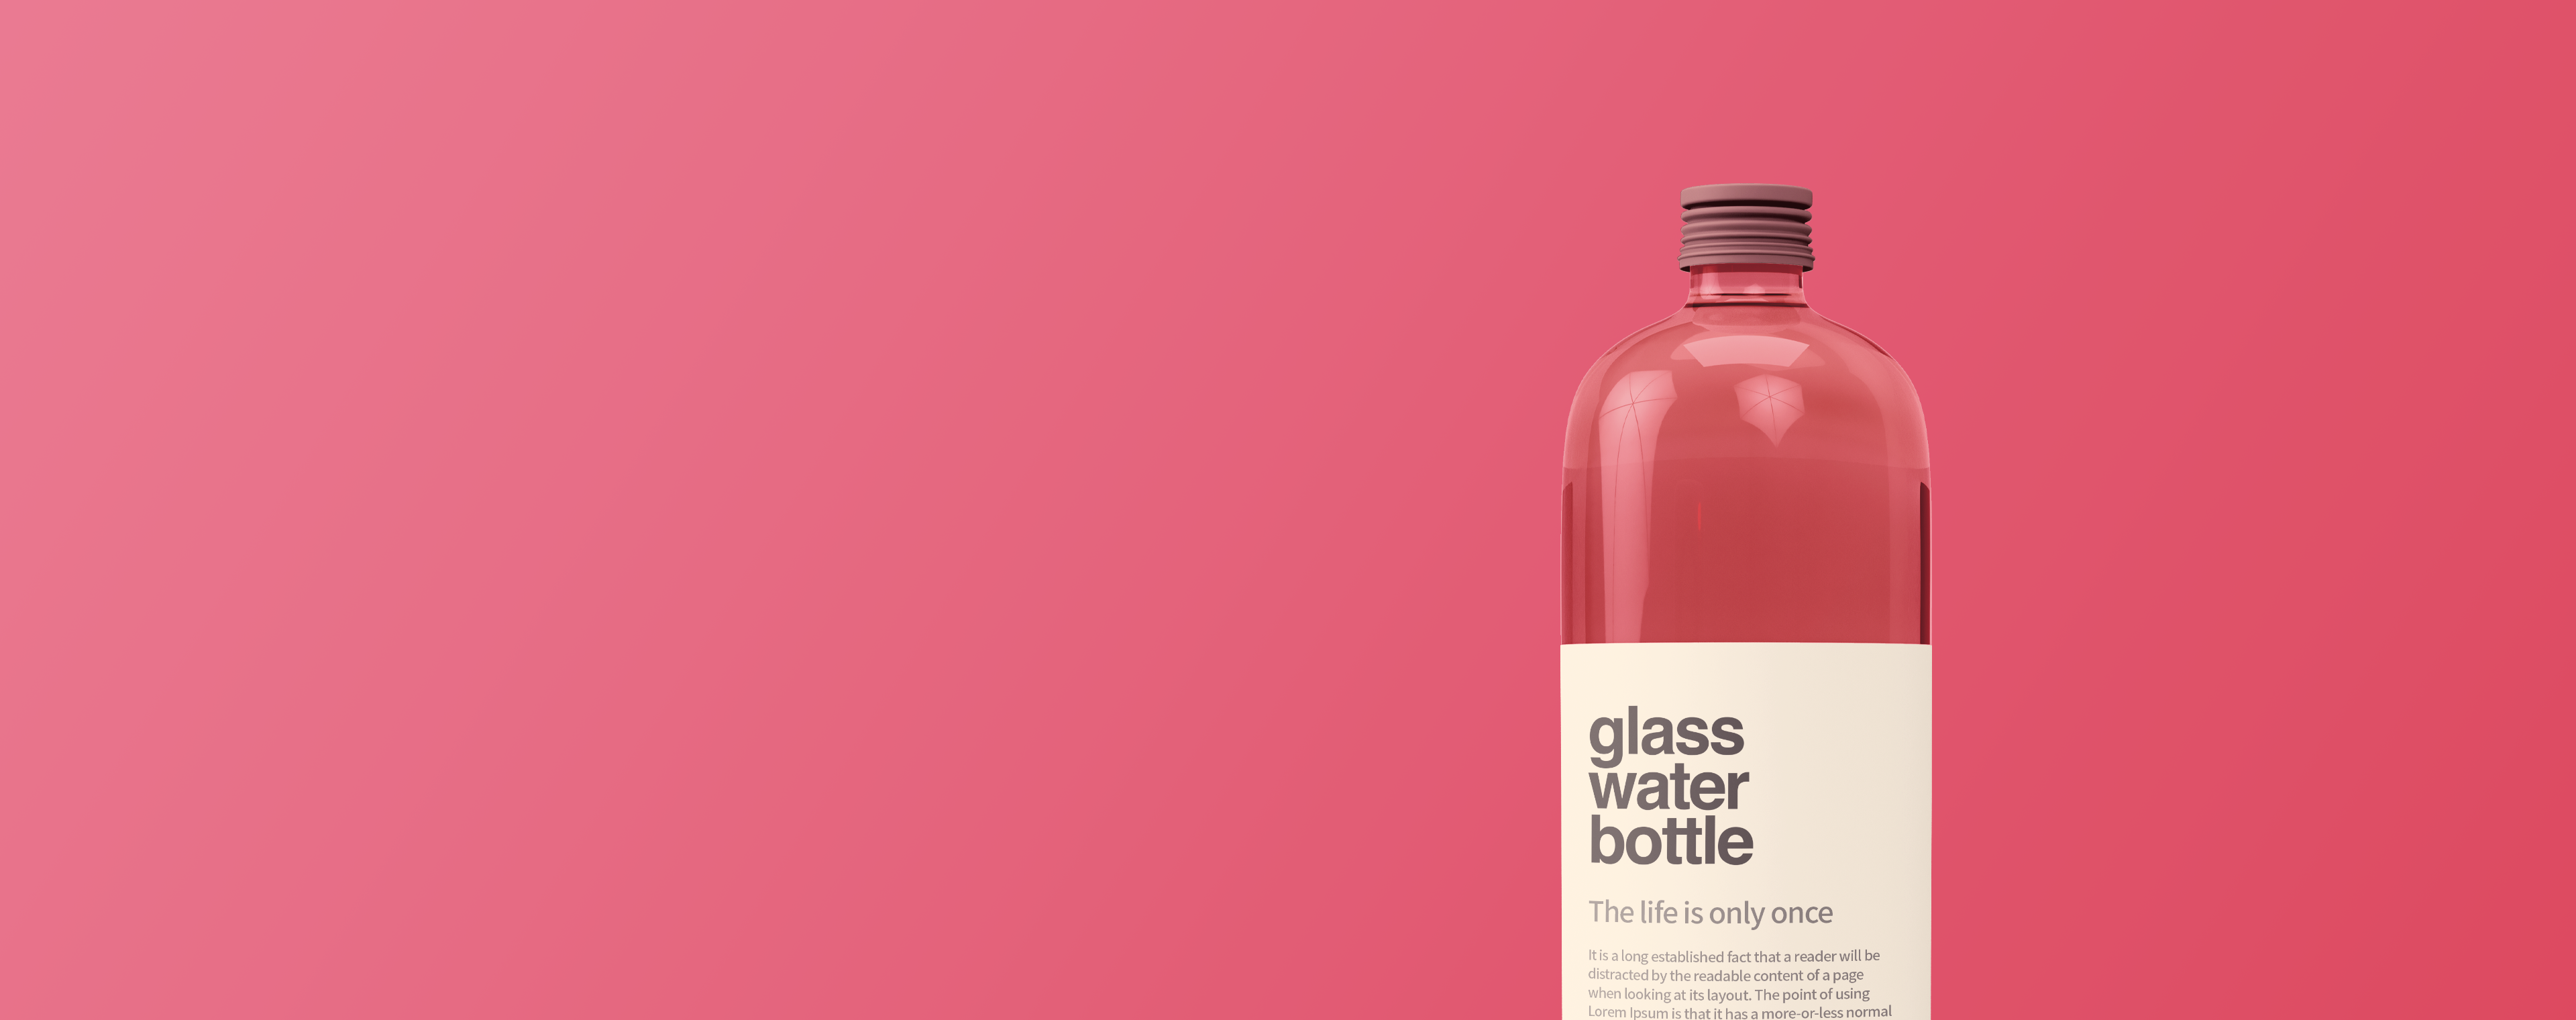 glass
water
bottle
The life is only once
It is a long established fact that a reader will be
distracted by the readable content of a page
when looking at its layout. The point of using
Lorem Ipsum is that it has a more-or-less normal